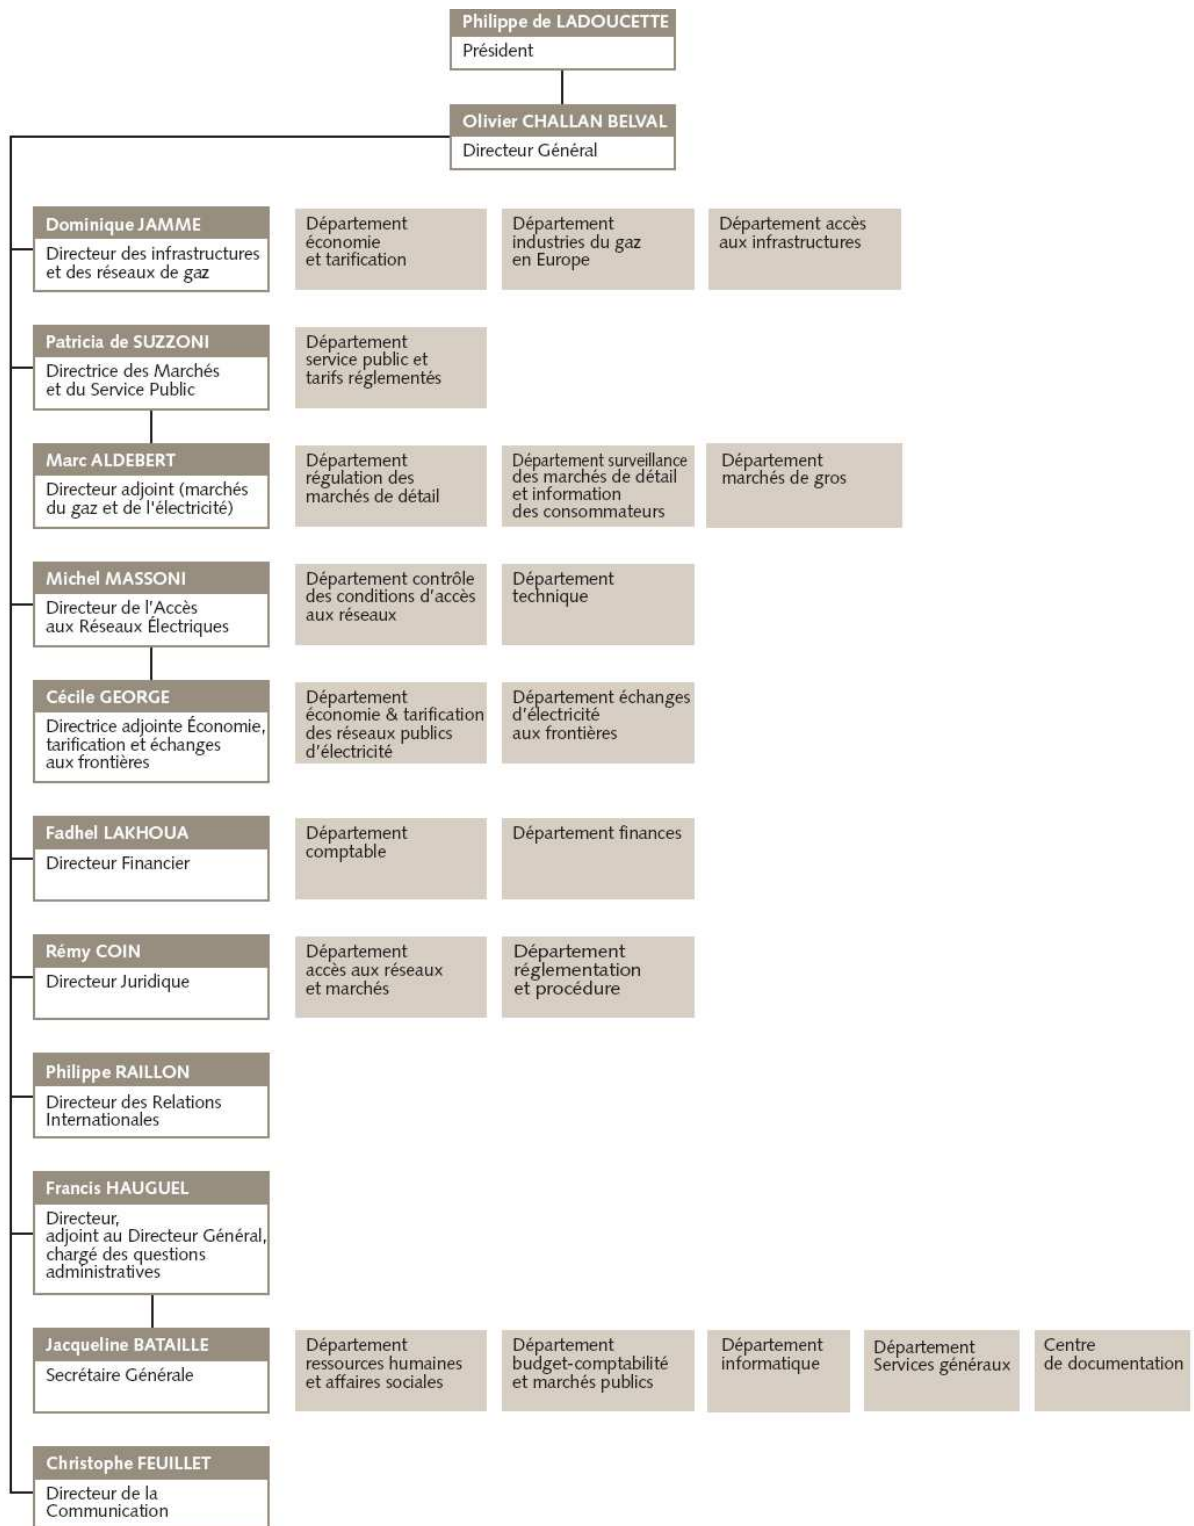 Philippe de LADOUCETTE
Président
Olivier CHALLAN BELVAL
Directeur Général
Dominique JAMME
Directeur des infrastructures
et des réseaux de gaz
Département
économie
et tarification
Département
industries du gaz
en Europe
Département accès
aux infrastructures
Patricia de SUZZONI
Directrice des Marchés
et du Service Public
Département
service public et
tarifs réglementés
Marc ALDEBERT
Directeur adjoint (marchés
du gaz et de l'électricité)
Département
régulation des
marchés de détail
Département surveillance
des marchés de détail
et information
des consommateurs
Département
marchés de gros
Michel MASSONI
Directeur de l'Accès
aux Réseaux Électriques
Département contrôle
des conditions d'accès
aux réseaux
Département
technique
Cécile GEORGE
Directrice adjointe Économie,
tarification et échanges
aux frontières
Département
économie & tarification
des réseaux publics
d'électricité
Département échanges
d'électricité
aux frontières
Fadhel LAKHOUA
Directeur Financier
Département
comptable
Département finances
Rémy COIN
Directeur Juridique
Département
accès aux réseaux
et marchés
Département
réglementation
et procédure
Philippe RAILLON
Directeur des Relations
Internationales
Francis HAUGUEL
Directeur,
adjoint au Directeur Général,
chargé des questions
administratives
Jacqueline BATAILLE
Secrétaire Générale
Département
ressources humaines
et affaires sociales
Département
budget-comptabilité
et marchés publics
Département
informatique
Département
Services généraux
Centre
de documentation
Christophe FEUILLET
Directeur de la
Communication